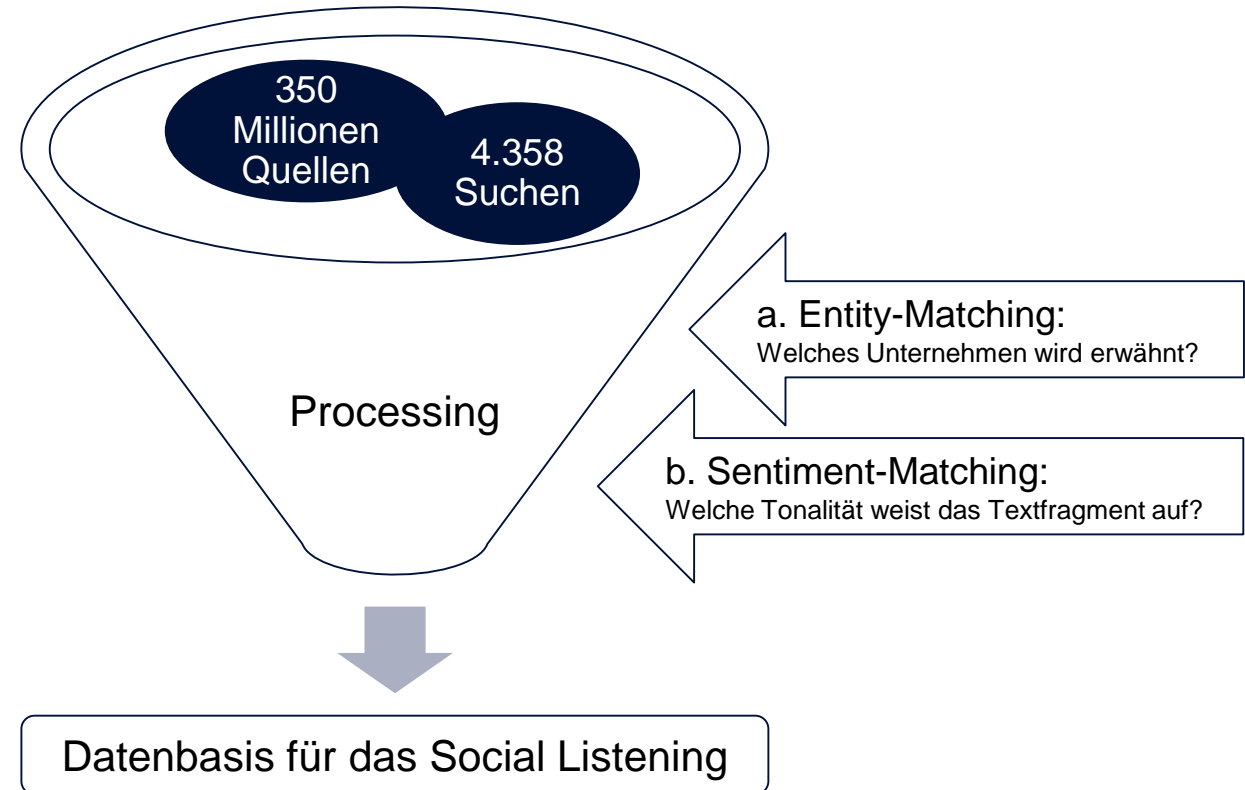 350
Millionen
Quellen
4.358
Suchen
a. Entity-Matching:
Welches Unternehmen wird erwähnt?
Processing
b. Sentiment-Matching:
Welche Tonalität weist das Textfragment auf?
Datenbasis für das Social Listening